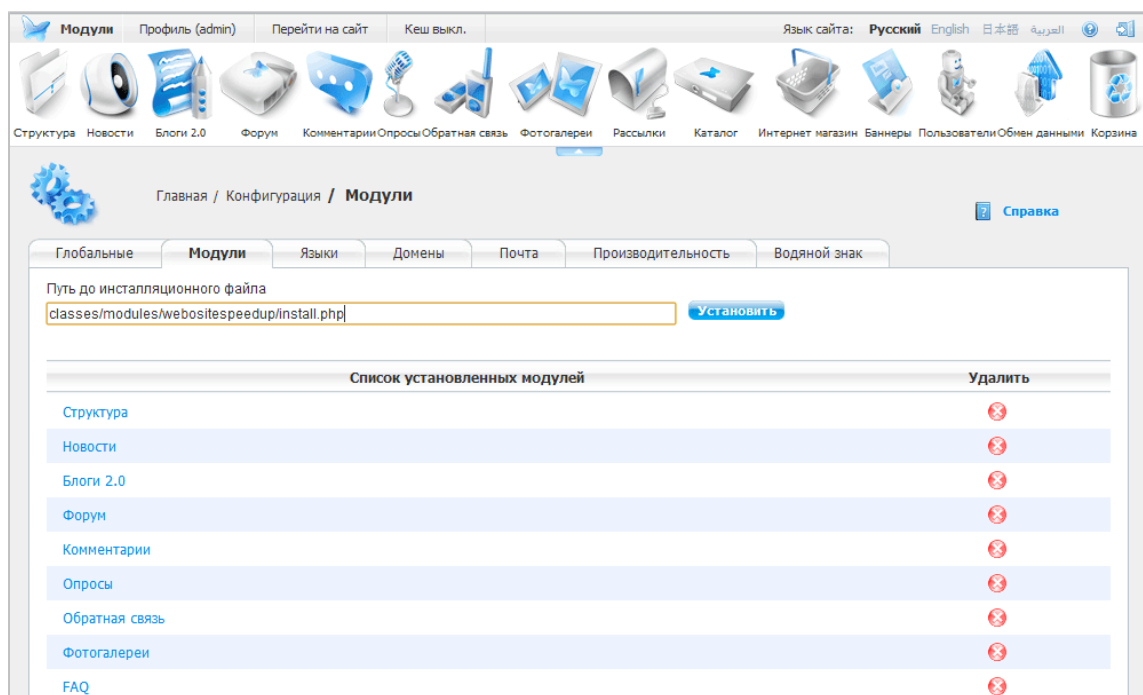 Модули Профиль (admin) Перейти на сайт Кеш выкл. Язык сайта: Русский English 日本語 العربية
Структура Новости Блоги 2.0 Форум Комментарии Опросы Обратная связь Фотогалереи Рассылки Каталог Интернет магазин Баннеры Пользователи Обмен данными Корзина
Главная / Конфигурация / Модули
Справка
Глобальные Модули Языки Домены Почта Производительность Водяной знак
Путь до инсталляционного файла
classes/modules/webositespeedup/install.php Установить
Список установленных модулей Удалить
Структура
Новости
Блоги 2.0
Форум
Комментарии
Опросы
Обратная связь
Фотогалереи
FAQ